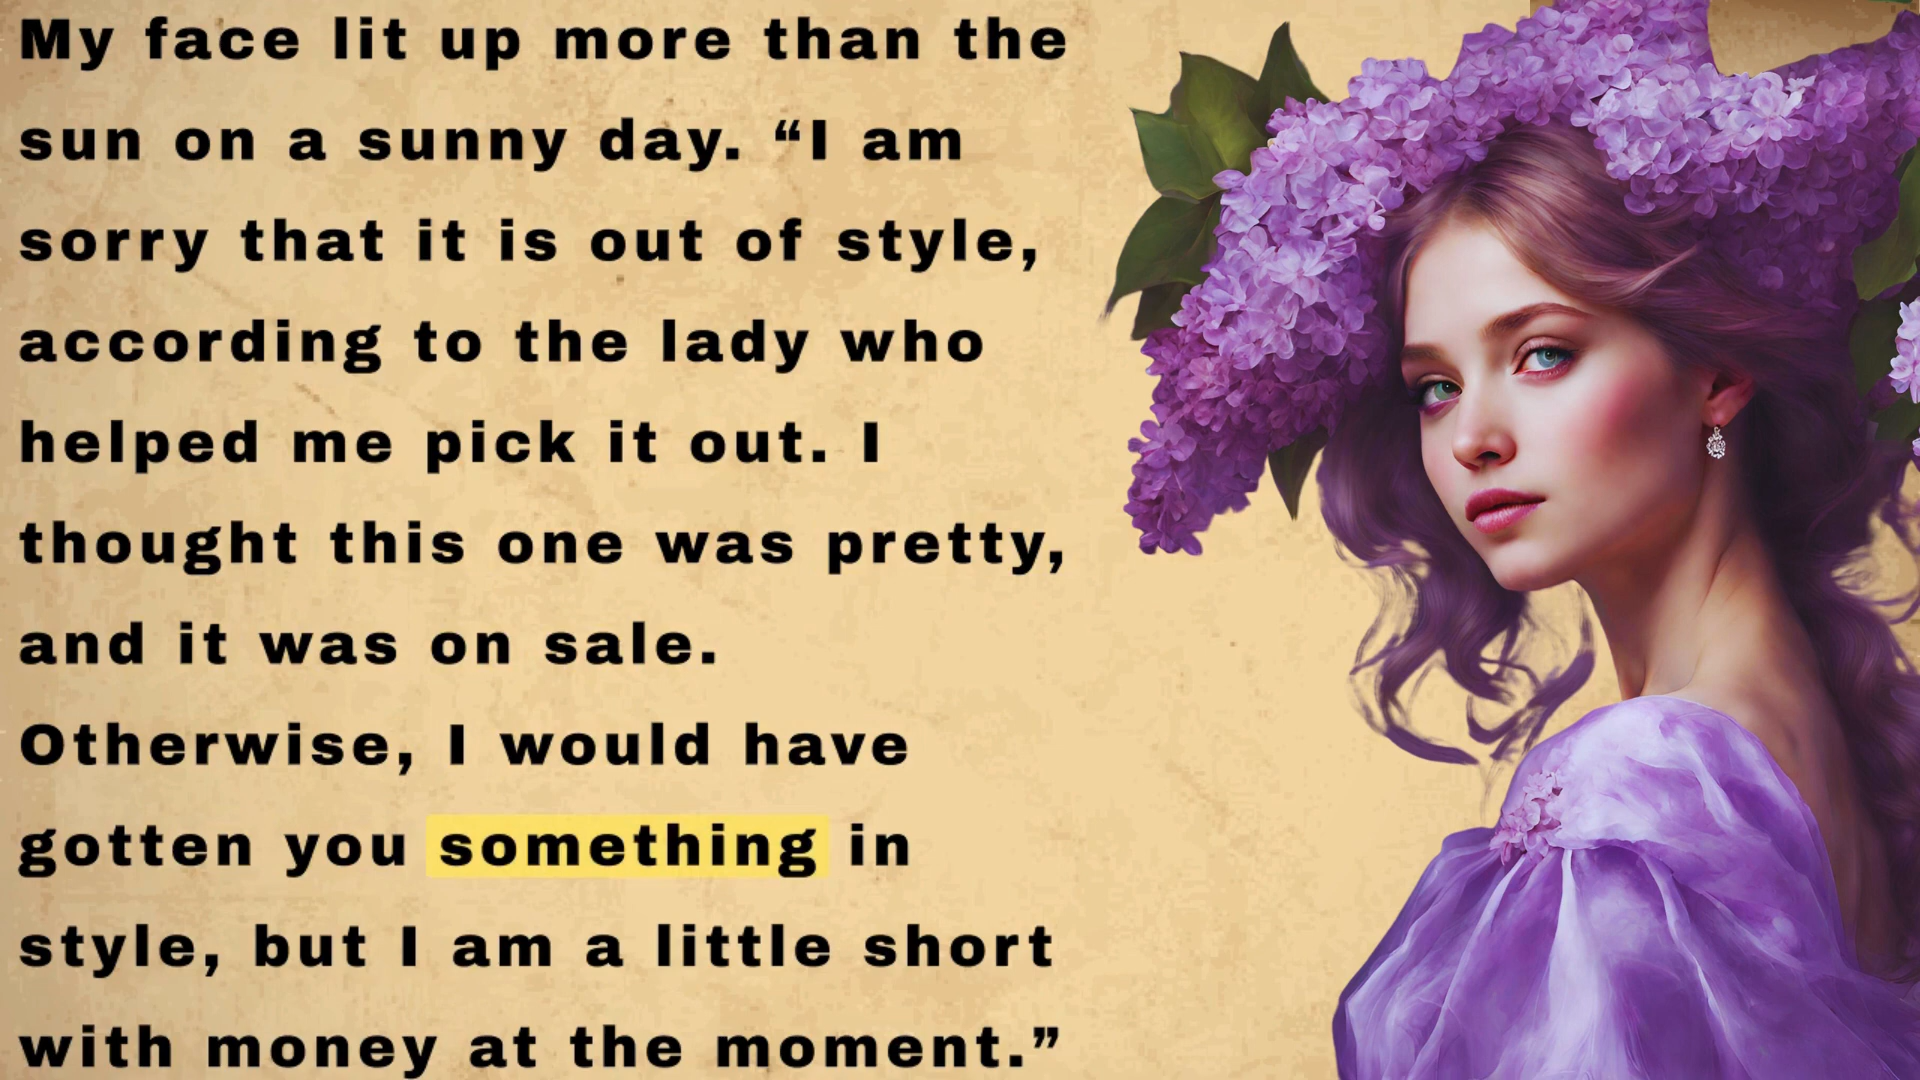 My face lit up more than the
sun on a sunny day. “I am
sorry that it is out of style,
according to the lady who
helped me pick it out. I
thought this one was pretty,
and it was on sale.
Otherwise, I would have
gotten you something in
style, but I am a little short
with money at the moment.”